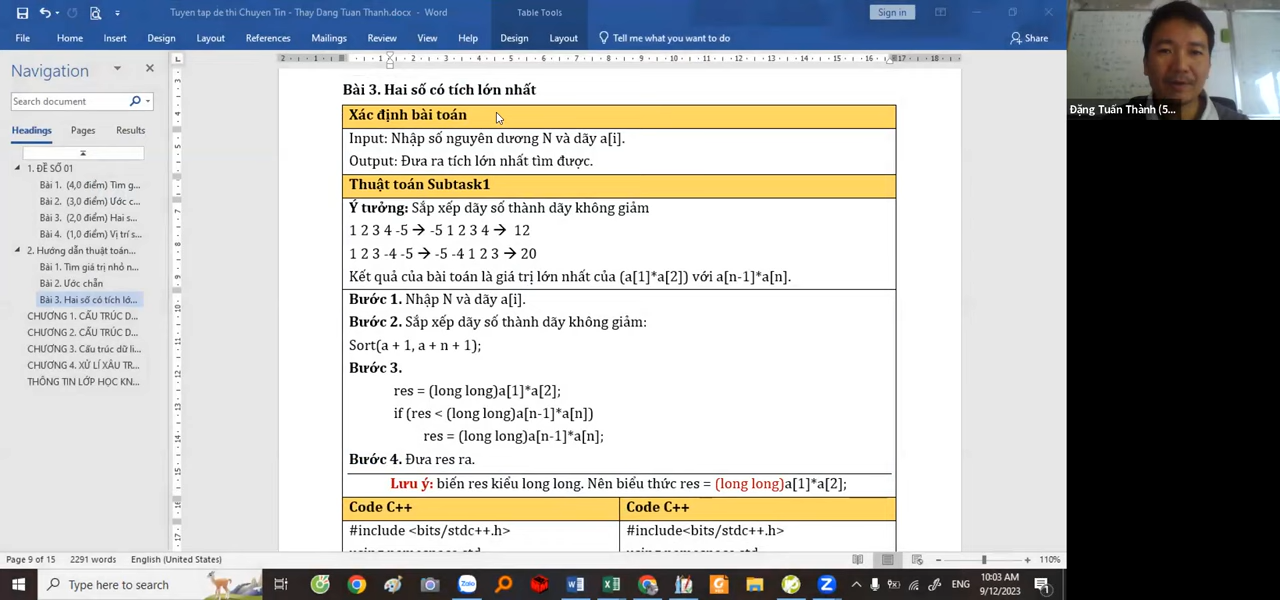 Tuyen tap de thi Chuyen Tin - Thay Dang Tuan Thanh.docx - Word
Table Tools
Sign in
File Home Insert Design Layout References Mailings Review View Help Design Layout Tell me what you want to do Share
Navigation
Search document
Headings Pages Results
1. ĐỀ SỐ 01
Bài 1. (4,0 điểm) Tìm g...
Bài 2. (3,0 điểm) Ước c...
Bài 3. (2,0 điểm) Hai s...
Bài 4. (1,0 điểm) Vị trí s...
2. Hướng dẫn thuật toán...
Bài 1. Tìm giá trị nhỏ n...
Bài 2. Ước chẵn
Bài 3. Hai số có tích lớ...
CHƯƠNG 1. CẤU TRÚC D...
CHƯƠNG 2. CẤU TRÚC D...
CHƯƠNG 3. Cấu trúc dữ li...
CHƯƠNG 4. XỬ LÍ XÂU TR...
THÔNG TIN LỚP HỌC KN...
Bài 3. Hai số có tích lớn nhất
Xác định bài toán
Input: Nhập số nguyên dương N và dãy a[i].
Output: Đưa ra tích lớn nhất tìm được.
Thuật toán Subtask1
Ý tưởng: Sắp xếp dãy số thành dãy không giảm
1 2 3 4 -5 → -5 1 2 3 4 → 12
1 2 3 -4 -5 → -5 -4 1 2 3 → 20
Kết quả của bài toán là giá trị lớn nhất của (a[1]*a[2]) với a[n-1]*a[n].
Bước 1. Nhập N và dãy a[i].
Bước 2. Sắp xếp dãy số thành dãy không giảm:
Sort(a + 1, a + n + 1);
Bước 3.
res = (long long)a[1]*a[2];
if (res < (long long)a[n-1]*a[n])
res = (long long)a[n-1]*a[n];
Bước 4. Đưa res ra.
Lưu ý: biến res kiểu long long. Nên biểu thức res = (long long)a[1]*a[2];
Code C++ Code C++
#include <bits/stdc++.h> #include<bits/stdc++.h>
Đặng Tuấn Thành (5...
Page 9 of 15 2291 words English (United States) 110%
Type here to search
Zalo
ENG
10:03 AM
9/12/2023